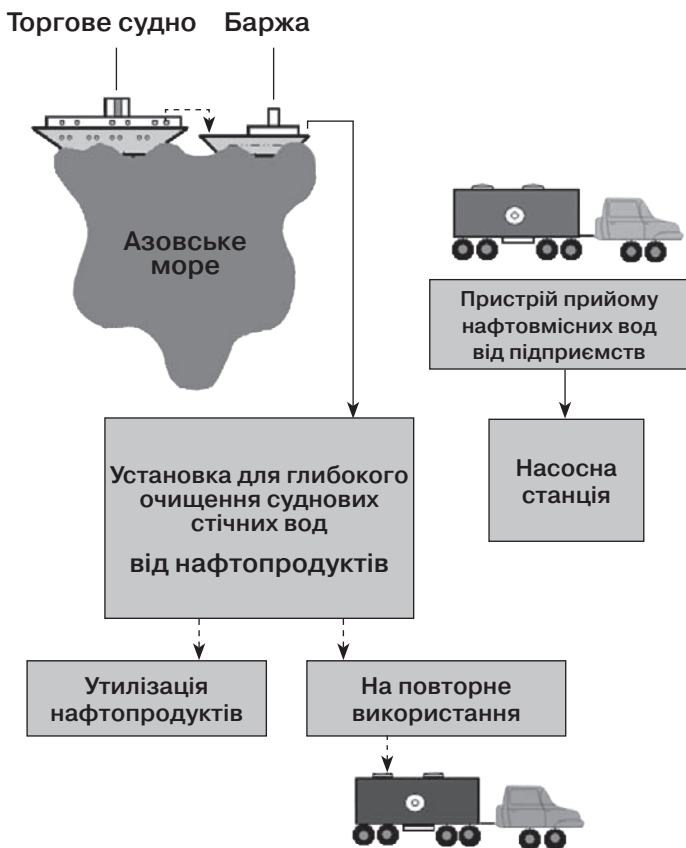 Торгове судно Баржа
Азовське
море
Пристрій прийому
нафтовмісних вод
від підприємств
Установка для глибокого
очищення суднових
стічних вод
від нафтопродуктів
Насосна
станція
Утилізація
нафтопродуктів
На повторне
використання